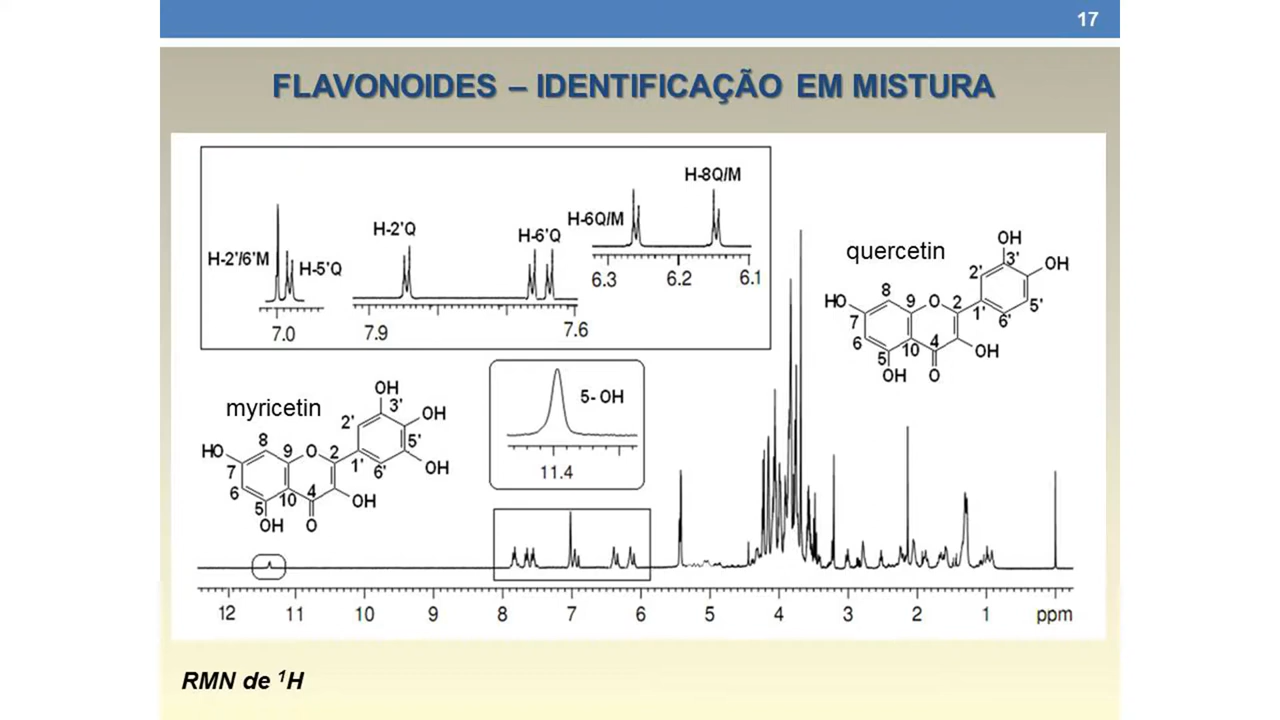 17
FLAVONOIDES – IDENTIFICAÇÃO EM MISTURA
H-8Q/M
H-6Q/M
H-2'Q
H-6'Q
H-2'/6'M
H-5'Q
7.0
7.9
7.6
6.3
6.2
6.1
quercetin
OH
3'
OH
2'
HO
8
9
O
2
1'
5'
6'
7
6
5
10
4
OH
OH
O
5- OH
11.4
myricetin
OH
3'
OH
2'
HO
8
9
O
2
1'
5'
6'
OH
7
6
5
10
4
OH
OH
O
12 11 10 9 8 7 6 5 4 3 2 1 ppm
RMN de ¹H